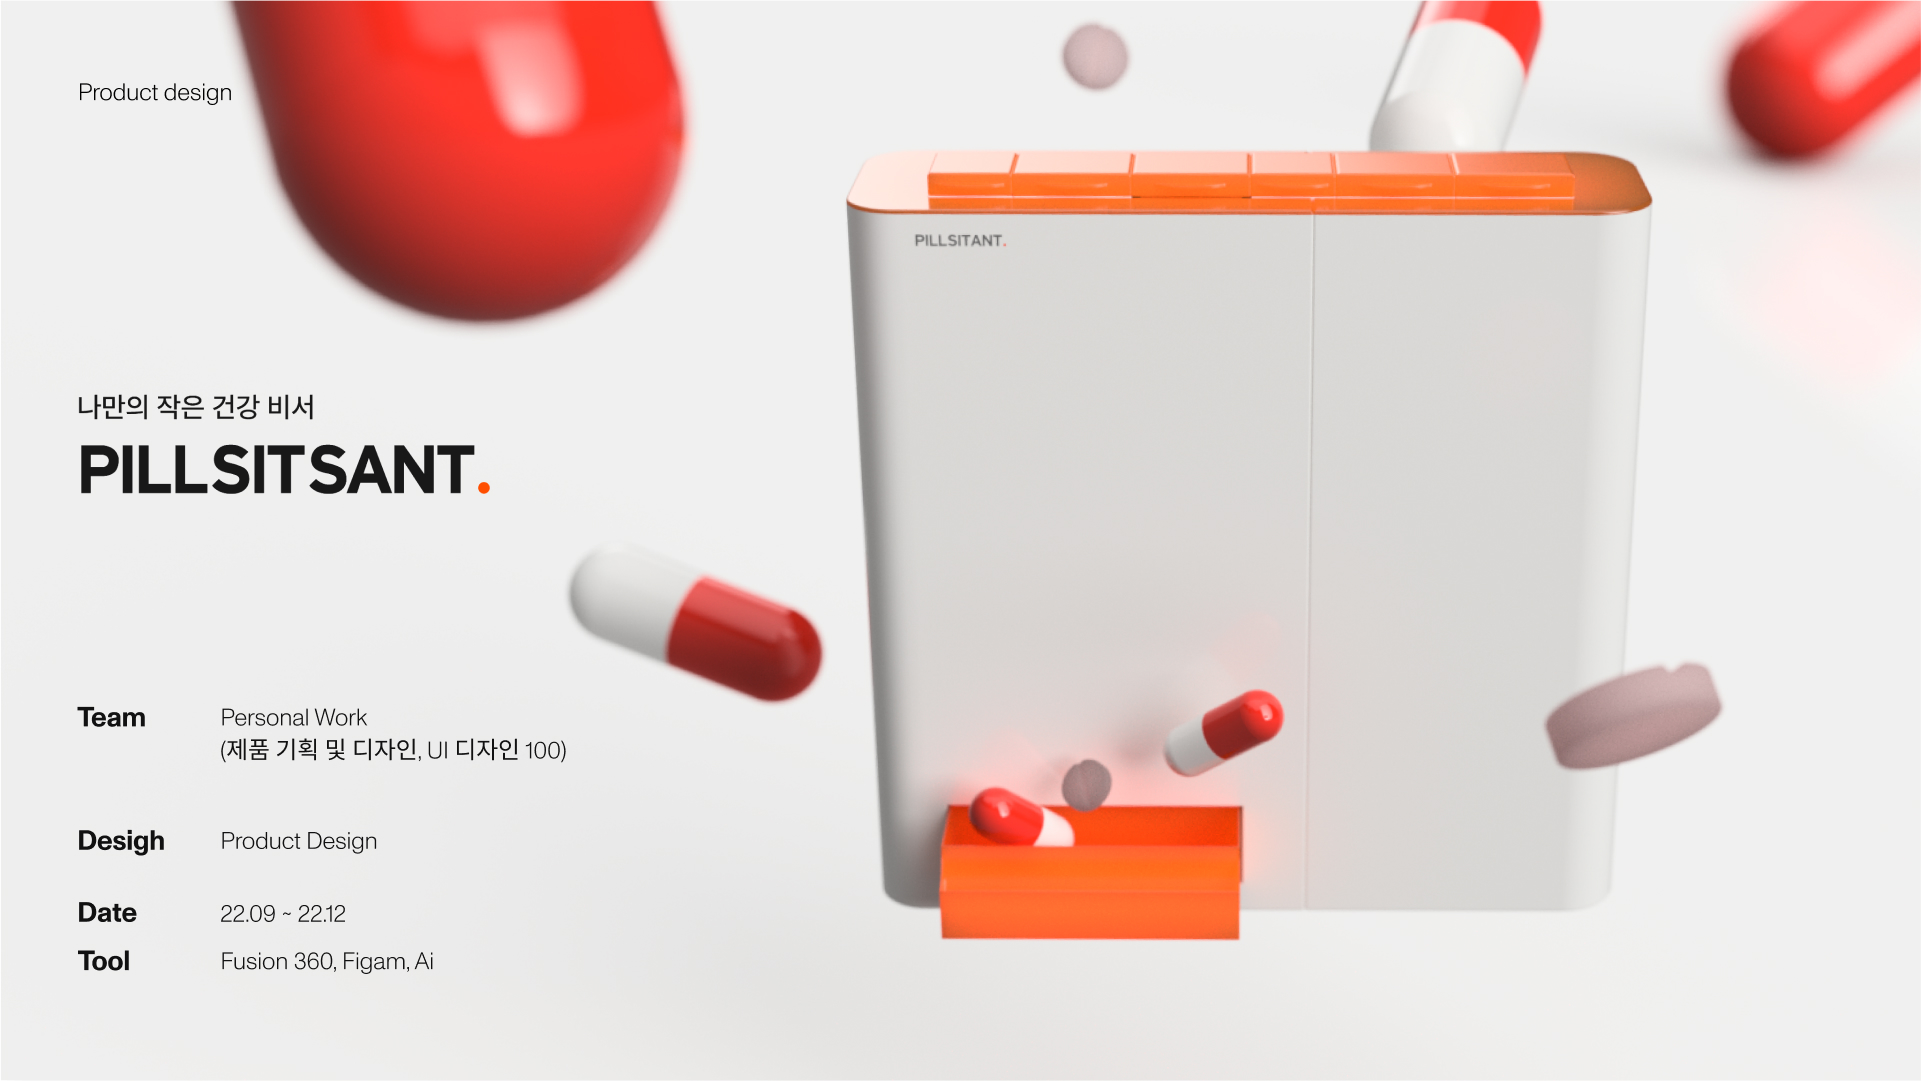 Product design
PILLSITANT.
나만의 작은 건강 비서
PILLSITSANT.
Team Personal Work
(제품 기획 및 디자인, UI 디자인 100)
Desigh Product Design
Date 22.09 ~ 22.12
Tool Fusion 360, Figam, Ai